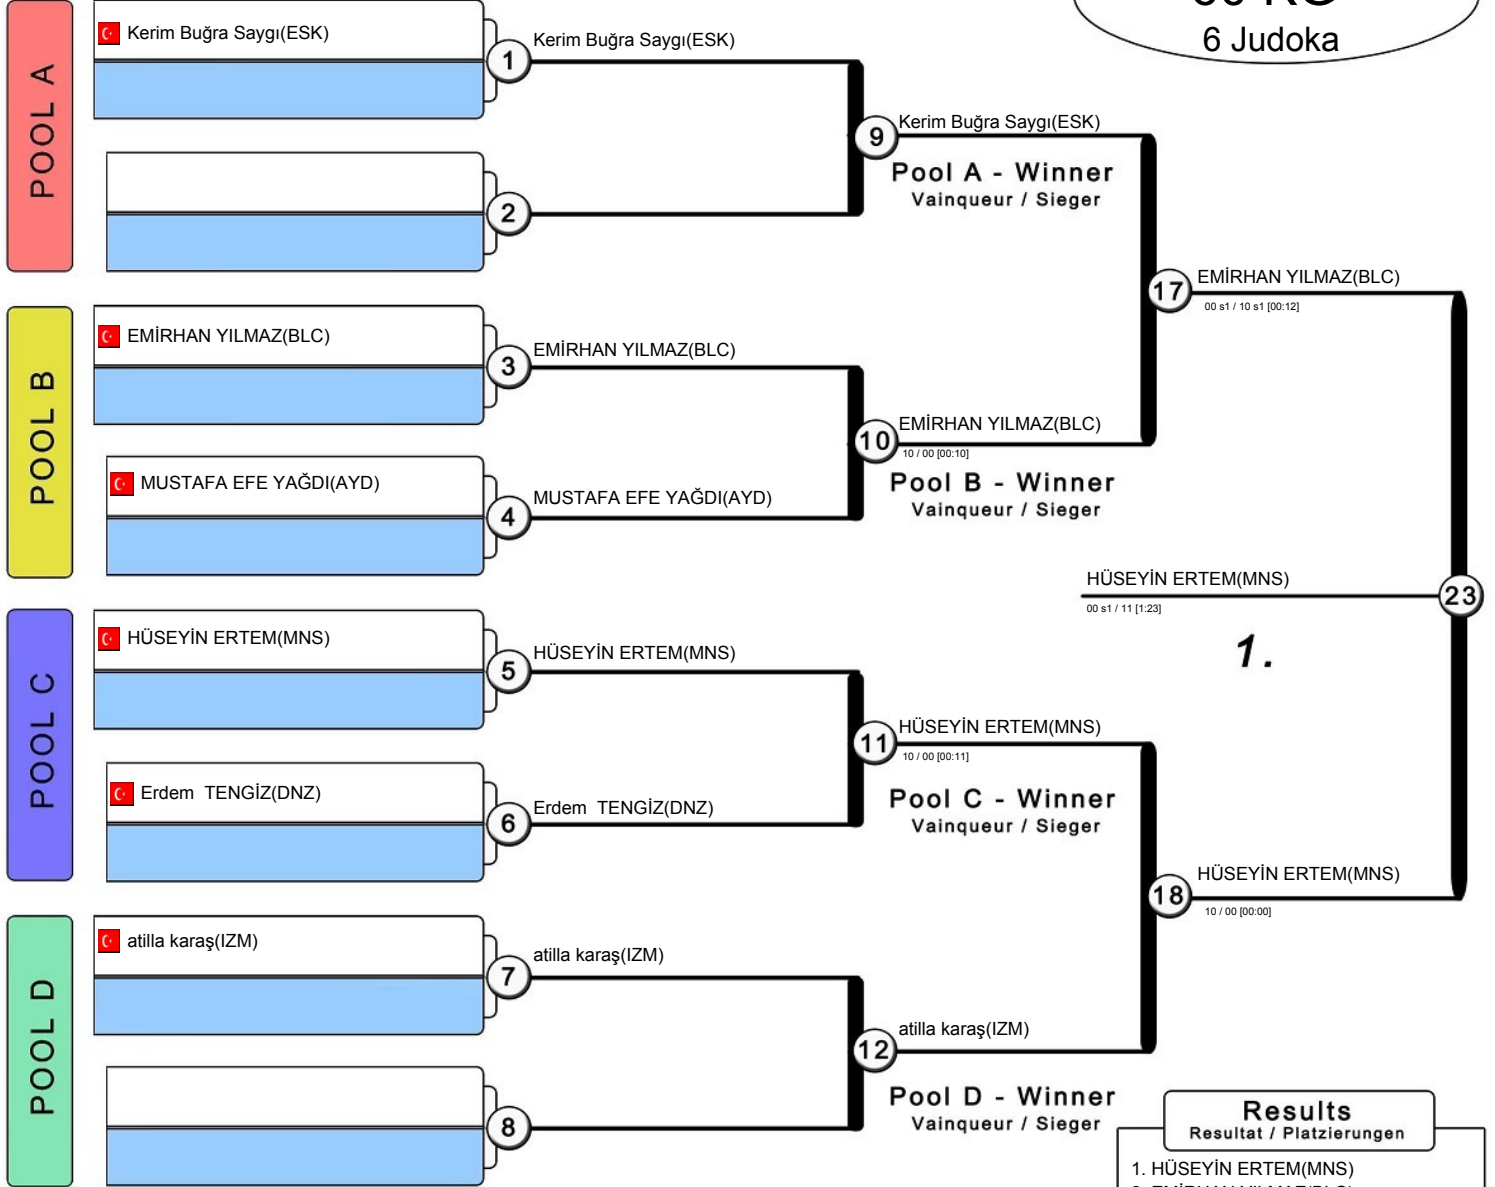 6 Judoka
POOL A
Kerim Buğra Saygı(ESK)
1
Kerim Buğra Saygı(ESK)
2
9
Kerim Buğra Saygı(ESK)
Pool A - Winner
Vainqueur / Sieger
POOL B
EMİRHAN YILMAZ(BLC)
3
EMİRHAN YILMAZ(BLC)
MUSTAFA EFE YAĞDI(AYD)
4
MUSTAFA EFE YAĞDI(AYD)
10
EMİRHAN YILMAZ(BLC)
10 / 00 [00:10]
Pool B - Winner
Vainqueur / Sieger
17
EMİRHAN YILMAZ(BLC)
00 s1 / 10 s1 [00:12]
POOL C
HÜSEYİN ERTEM(MNS)
5
HÜSEYİN ERTEM(MNS)
Erdem  TENGİZ(DNZ)
6
Erdem  TENGİZ(DNZ)
11
HÜSEYİN ERTEM(MNS)
10 / 00 [00:11]
Pool C - Winner
Vainqueur / Sieger
POOL D
atilla karaş(IZM)
7
atilla karaş(IZM)
8
12
atilla karaş(IZM)
Pool D - Winner
Vainqueur / Sieger
18
HÜSEYİN ERTEM(MNS)
10 / 00 [00:00]
HÜSEYİN ERTEM(MNS)
00 s1 / 11 [1:23]
23
1.
Results
Resultat / Platzierungen
1. HÜSEYİN ERTEM(MNS)